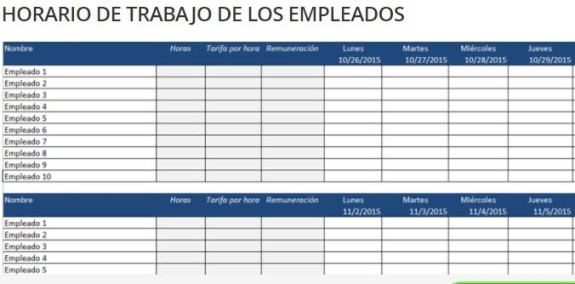 HORARIO DE TRABAJO DE LOS EMPLEADOS
Nombre Horas Tarifa por hora Remuneración Lunes Martes Miércoles Jueves
10/26/2015 10/27/2015 10/28/2015 10/29/2015
Empleado 1
Empleado 2
Empleado 3
Empleado 4
Empleado 5
Empleado 6
Empleado 7
Empleado 8
Empleado 9
Empleado 10
Nombre Horas Tarifa por hora Remuneración Lunes Martes Miércoles Jueves
11/2/2015 11/3/2015 11/4/2015 11/5/2015
Empleado 1
Empleado 2
Empleado 3
Empleado 4
Empleado 5